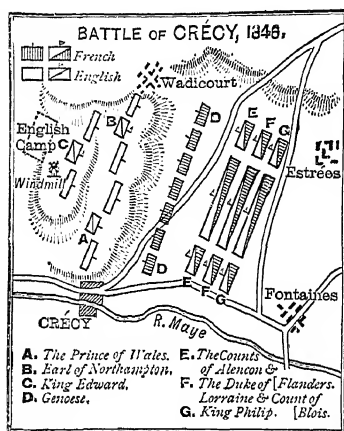 BATTLE OF CRÉCY, 1346.
French
English
Wadicourt
English
Camp
Windmill
Estrées
Fontaines
CRÉCY
R. Maye
A
B
C
D
D
E
F
G
E
F
G
A. The Prince of Wales.
B. Earl of Northampton.
C. King Edward.
D. Genoese.
E. The Counts
of Alencon &
F. The Duke of [Flanders.
Lorraine & Count of
G. King Philip. [Blois.